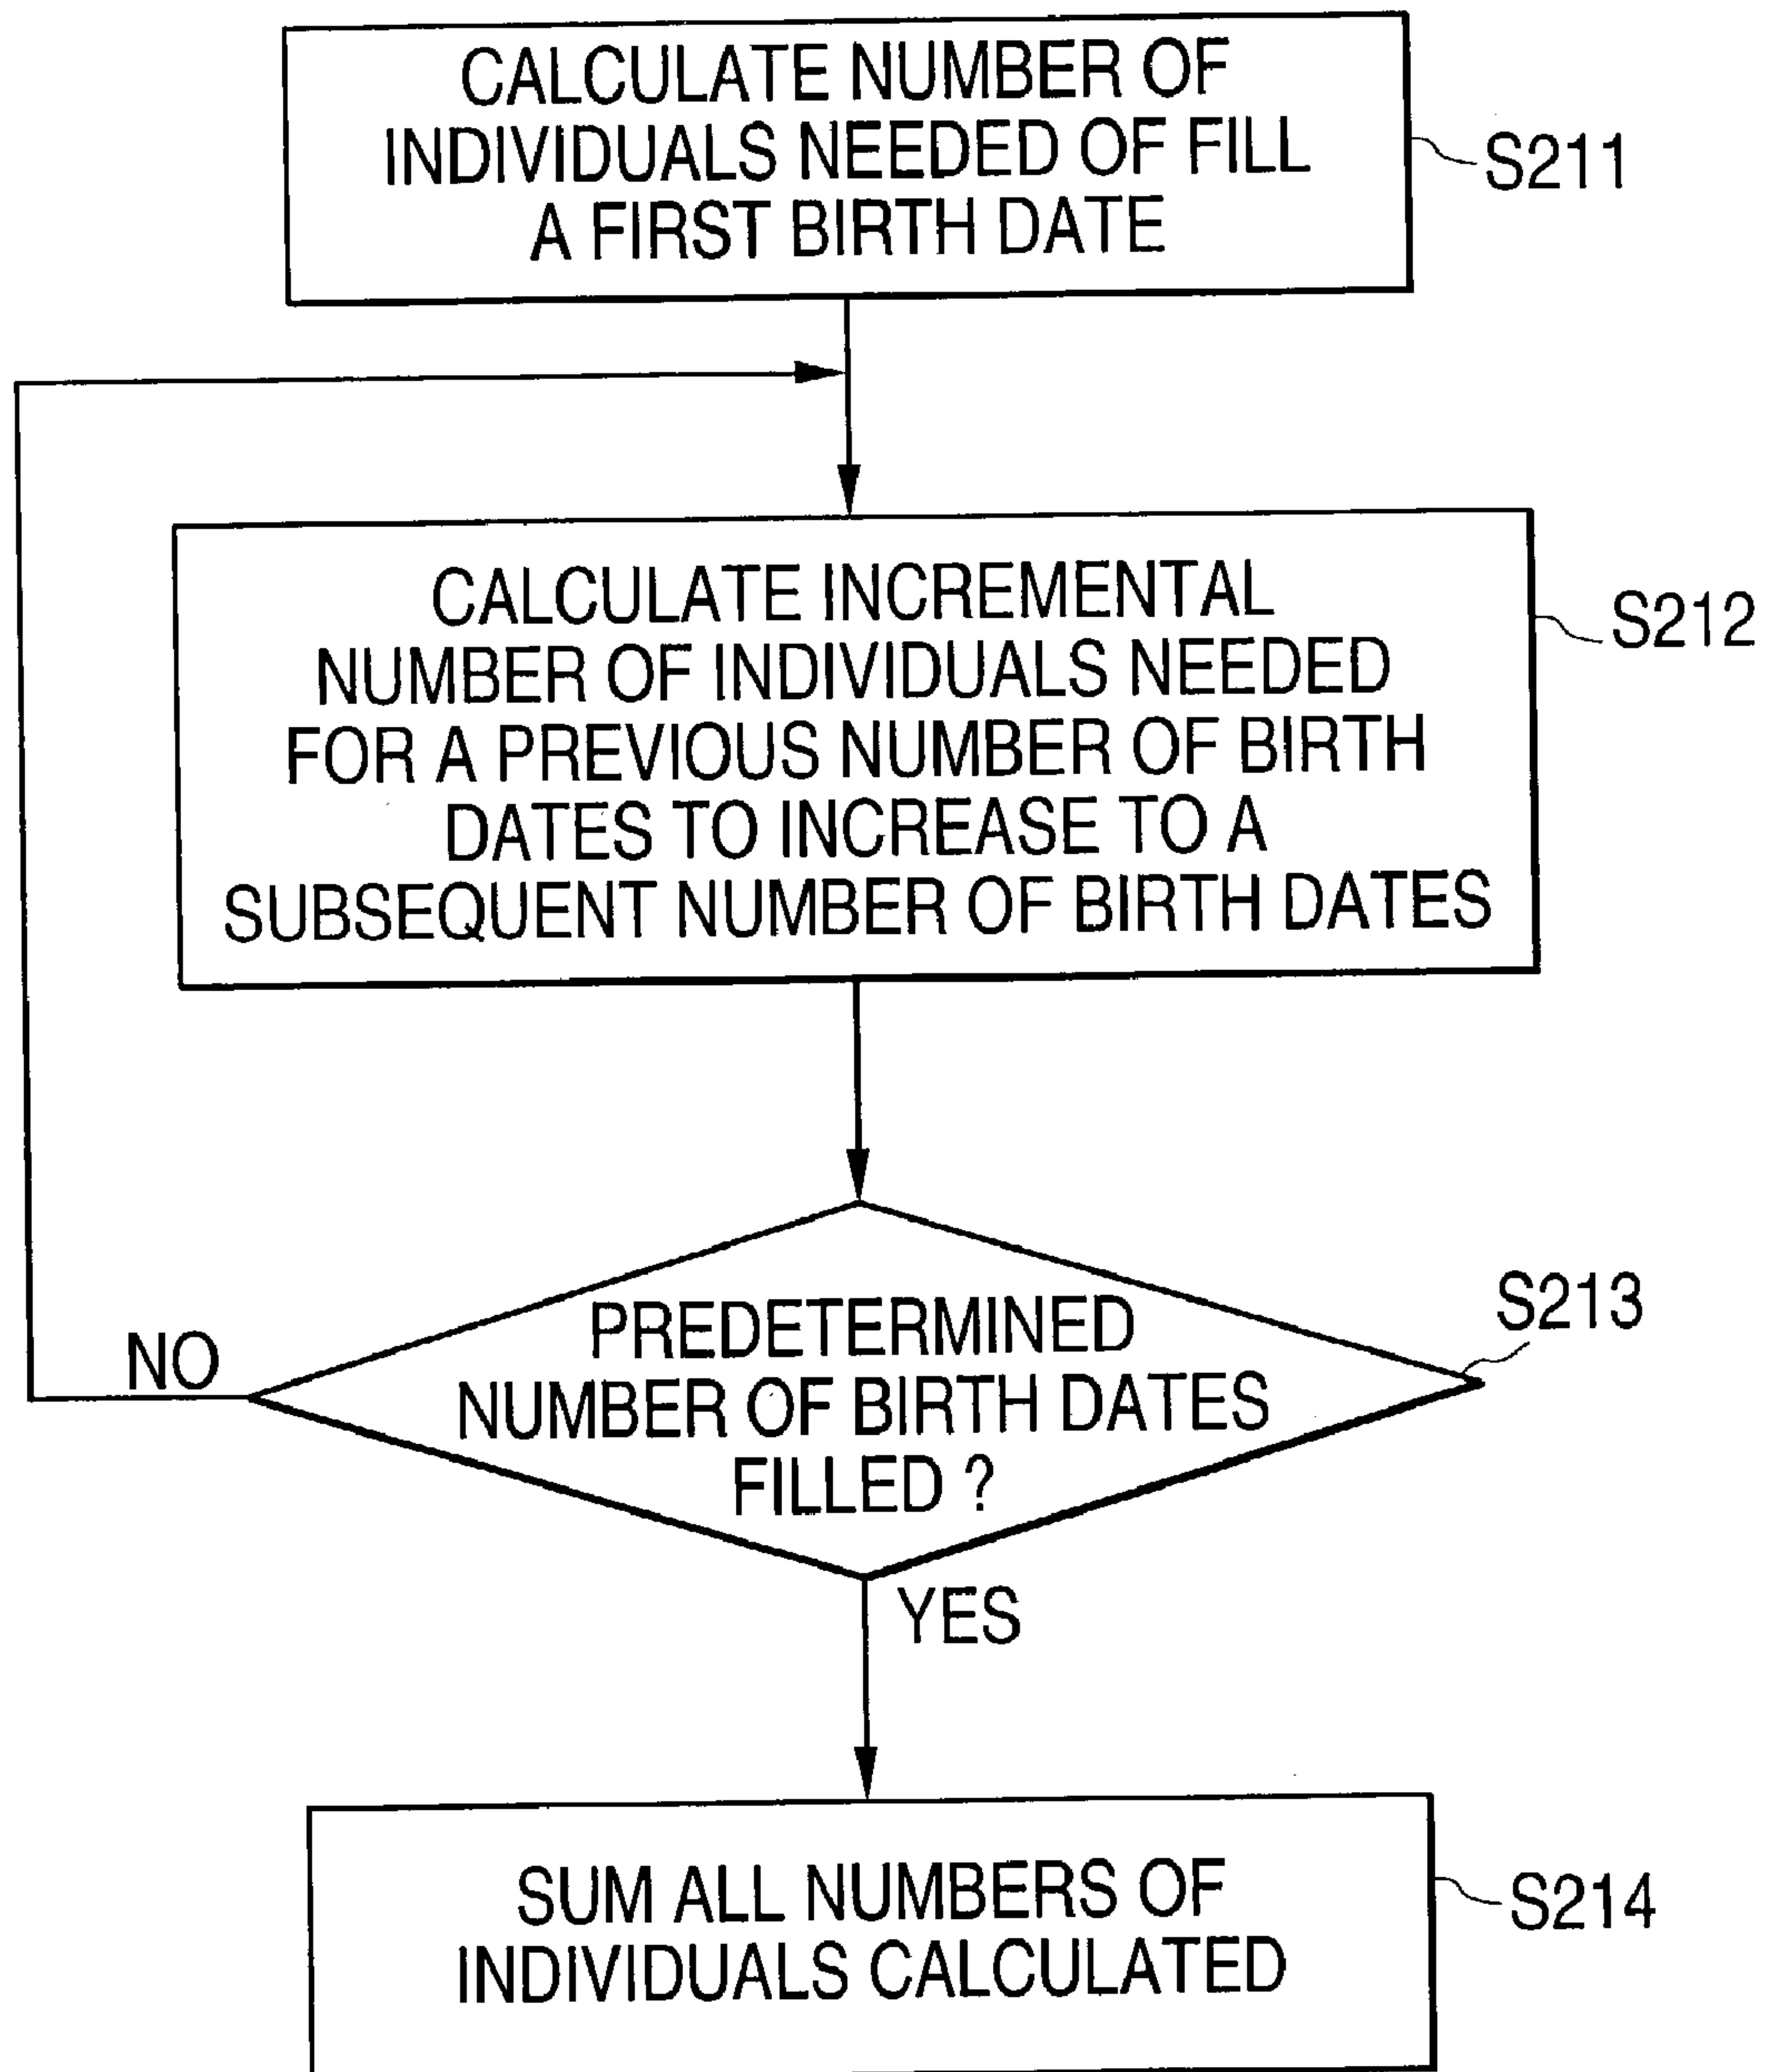 CALCULATE NUMBER OF
INDIVIDUALS NEEDED OF FILL
A FIRST BIRTH DATE
S211
CALCULATE INCREMENTAL
NUMBER OF INDIVIDUALS NEEDED
FOR A PREVIOUS NUMBER OF BIRTH
DATES TO INCREASE TO A
SUBSEQUENT NUMBER OF BIRTH DATES
S212
PREDETERMINED
NUMBER OF BIRTH DATES
FILLED ?
S213
NO
YES
SUM ALL NUMBERS OF
INDIVIDUALS CALCULATED
S214